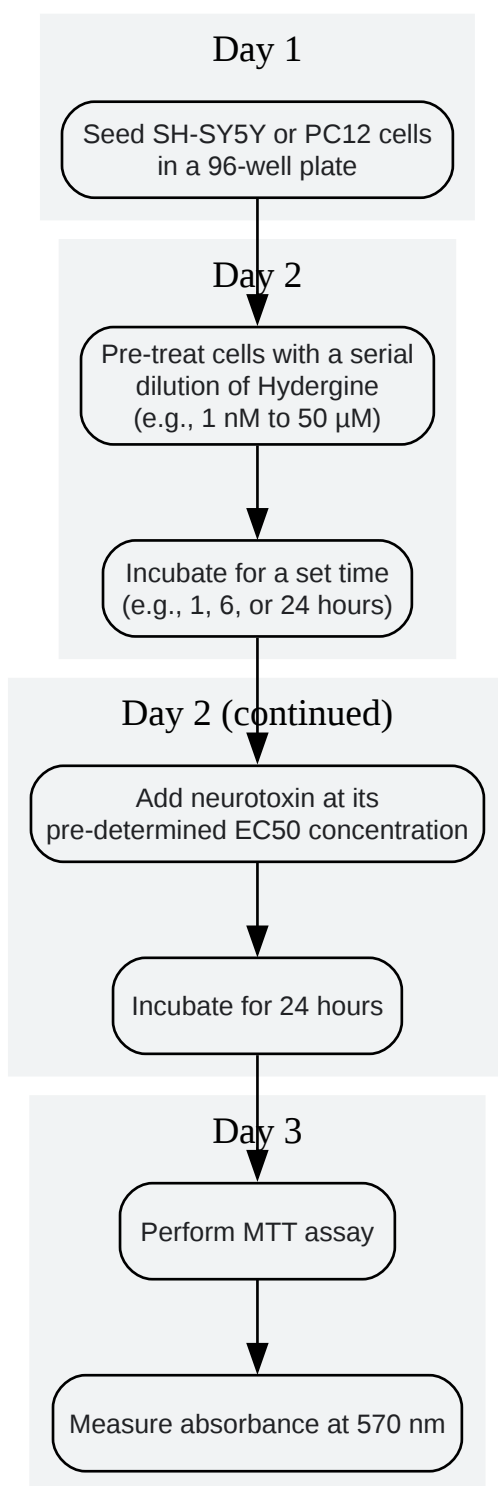 Day 1
Seed SH-SY5Y or PC12 cells
in a 96-well plate
Day 2
Pre-treat cells with a serial
dilution of Hydergine
(e.g., 1 nM to 50 µM)
Incubate for a set time
(e.g., 1, 6, or 24 hours)
Day 2 (continued)
Add neurotoxin at its
pre-determined EC50 concentration
Incubate for 24 hours
Day 3
Perform MTT assay
Measure absorbance at 570 nm